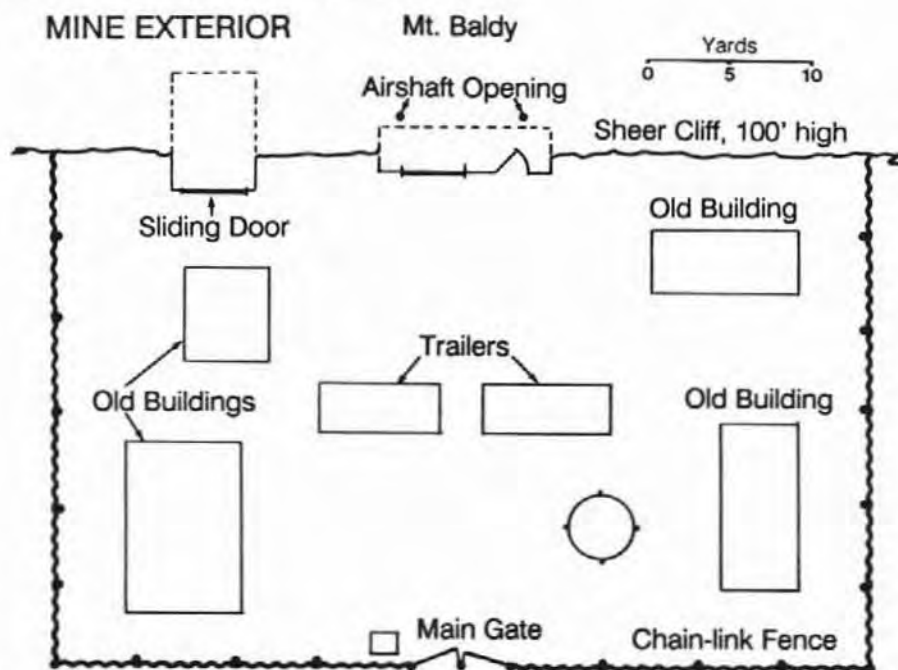 MINE EXTERIOR
Mt. Baldy
Yards
0 5 10
Airshaft Opening
Sheer Cliff, 100' high
Sliding Door
Old Building
Trailers
Old Buildings
Old Building
Main Gate
Chain-link Fence